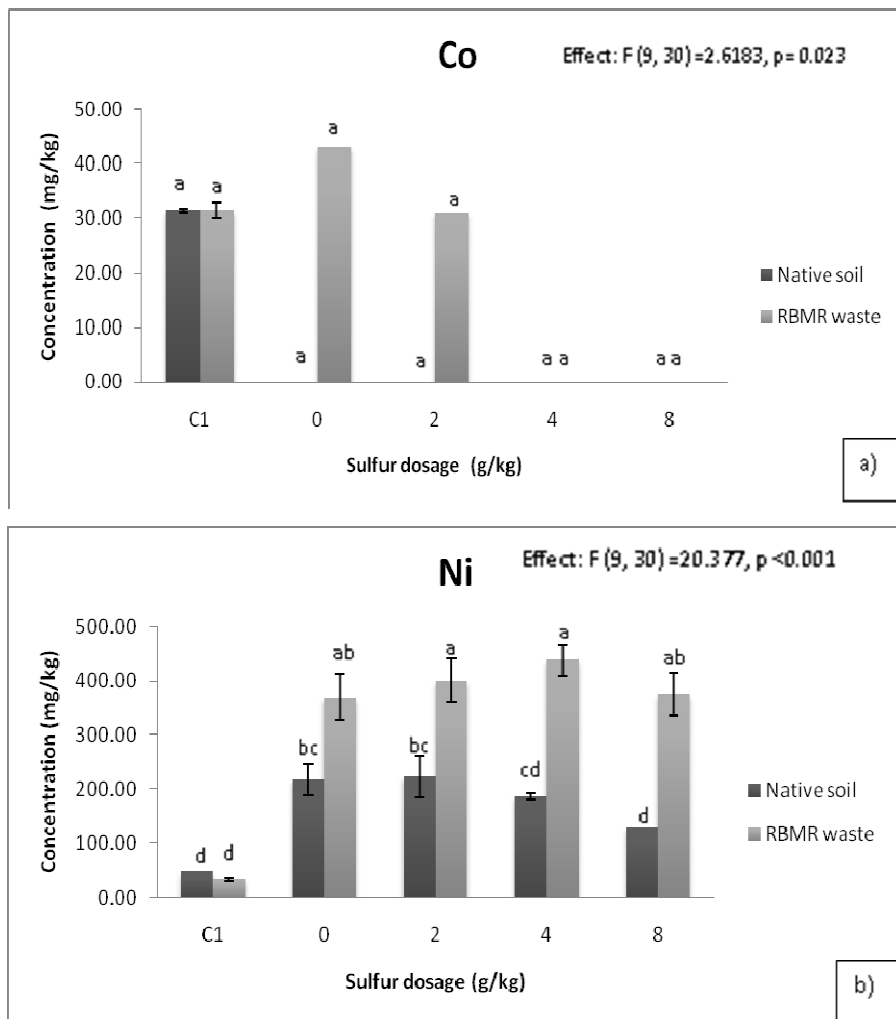 Co
Effect: F (9, 30) =2.6183, p= 0.023
Concentration (mg/kg)
50.00
40.00
30.00
20.00
10.00
0.00
a a a a a a a a a a
C1 0 2 4 8
Sulfur dosage (g/kg)
Native soil
RBMR waste
a)
Ni
Effect: F (9, 30) =20.377, p <0.001
Concentration (mg/kg)
500.00
400.00
300.00
200.00
100.00
0.00
d d bc ab bc a cd a d ab
C1 0 2 4 8
Sulfur dosage (g/kg)
Native soil
RBMR waste
b)